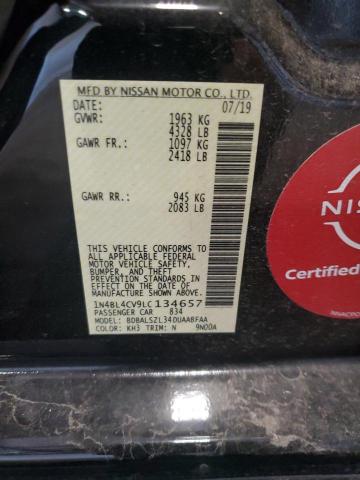 MFD BY NISSAN MOTOR CO., LTD.
DATE: 07/19
GVWR: 1963 KG
4328 LB
GAWR FR: 1097 KG
2418 LB
GAWR RR: 945 KG
2083 LB
THIS VEHICLE CONFORMS TO
ALL APPLICABLE FEDERAL
MOTOR VEHICLE SAFETY,
BUMPER, AND THEFT
PREVENTION STANDARDS IN
EFFECT ON THE DATE OF
MANUFACTURE SHOWN ABOVE.
1N4BL4CV9LC134657
PASSENGER CAR 834
MODEL: BDBALSZL34DUAABFAA
COLOR: KH3 TRIM: N 9N00A
NIS
Certified